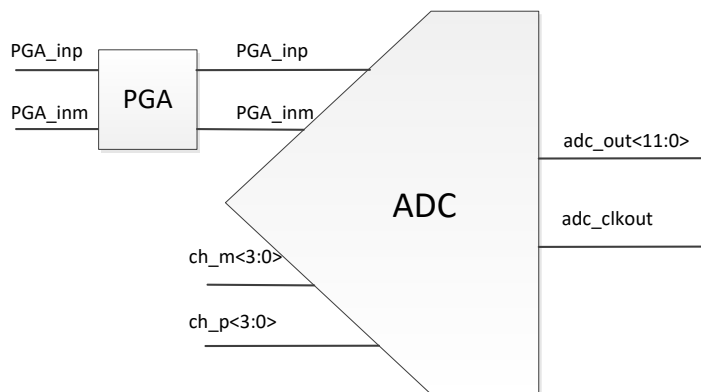 PGA_inp
PGA_inp
PGA
PGA_inm
PGA_inm
adc_out<11:0>
ADC
adc_clkout
ch_m<3:0>
ch_p<3:0>